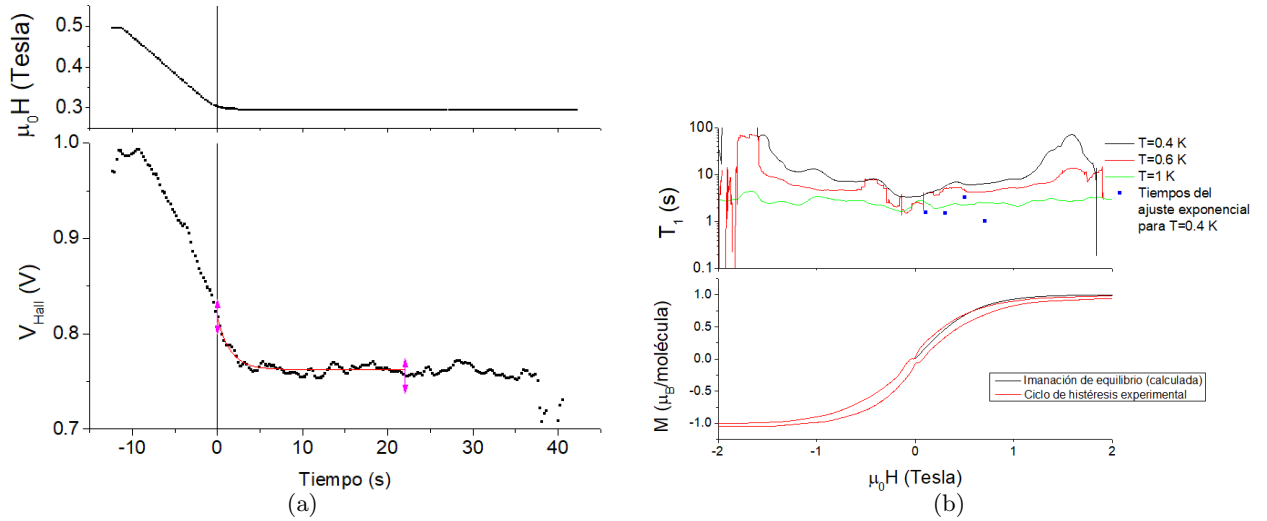 0.5
0.4
0.3
μ₀H (Tesla)
1.0
0.9
0.8
0.7
V_Hall (V)
-10 0 10 20 30 40
Tiempo (s)
(a)
100
10
1
0.1
T₁ (s)
T=0.4 K
T=0.6 K
T=1 K
Tiempos del
ajuste exponencial
para T=0.4 K
1.0
0.5
0.0
-0.5
-1.0
M (μ_B/molécula)
Imanación de equilibrio (calculada)
Ciclo de histéresis experimental
-2 -1 0 1 2
μ₀H (Tesla)
(b)